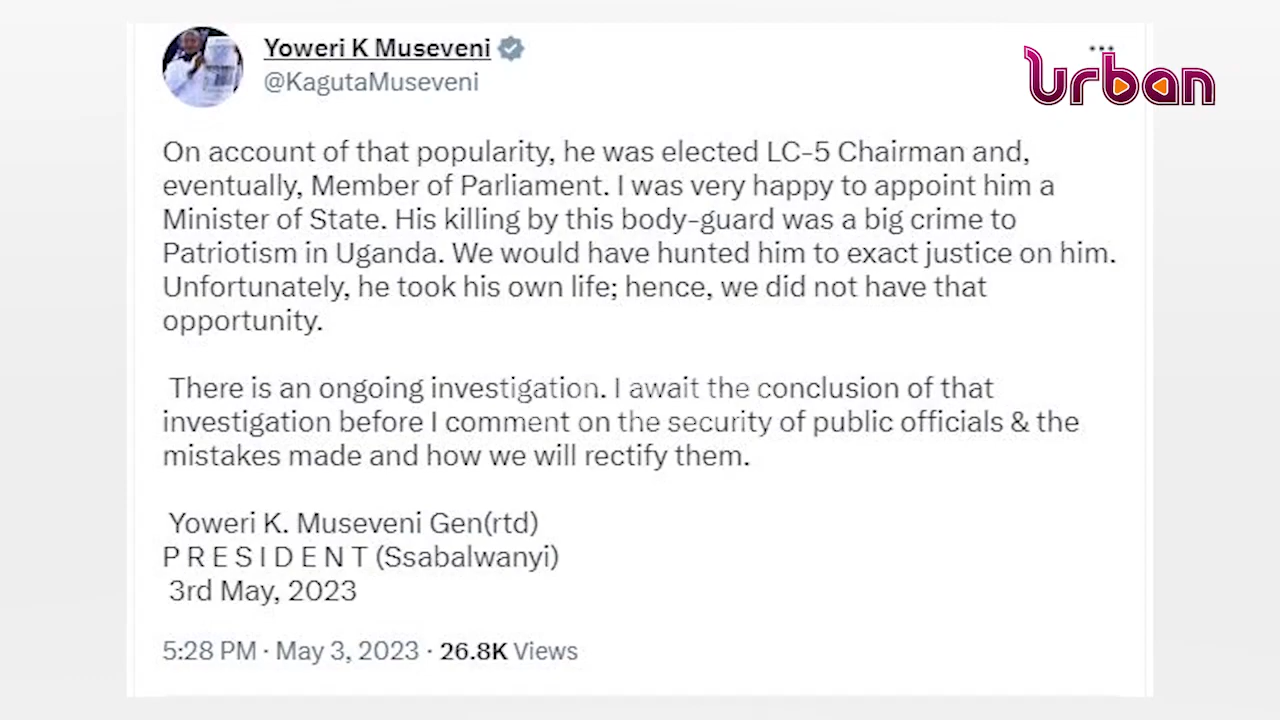 Yoweri K Museveni
@KagutaMuseveni
Urban
On account of that popularity, he was elected LC-5 Chairman and,
eventually, Member of Parliament. I was very happy to appoint him a
Minister of State. His killing by this body-guard was a big crime to
Patriotism in Uganda. We would have hunted him to exact justice on him.
Unfortunately, he took his own life; hence, we did not have that
opportunity.
There is an ongoing investigation. I await the conclusion of that
investigation before I comment on the security of public officials & the
mistakes made and how we will rectify them.
Yoweri K. Museveni Gen(rtd)
P R E S I D E N T (Ssabalwanyi)
3rd May, 2023
5:28 PM · May 3, 2023 · 26.8K Views